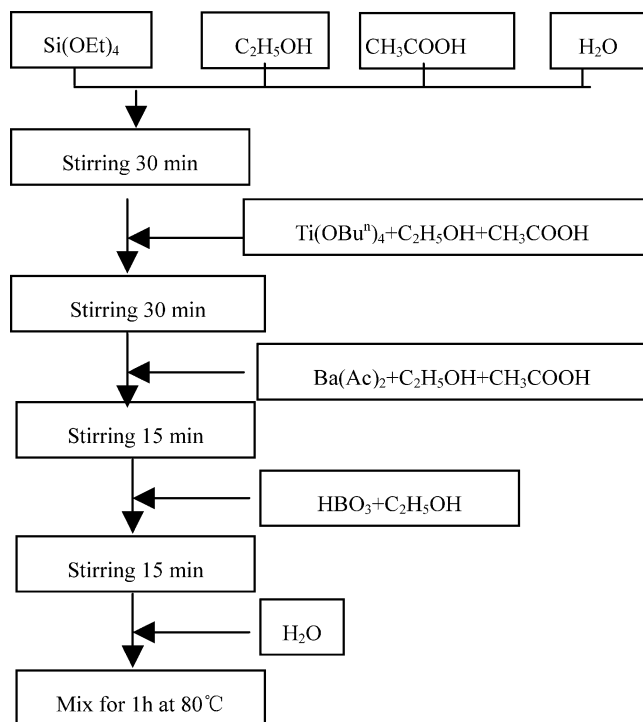 Si(OEt)₄
C₂H₅OH
CH₃COOH
H₂O
Stirring 30 min
Ti(OBuⁿ)₄+C₂H₅OH+CH₃COOH
Stirring 30 min
Ba(Ac)₂+C₂H₅OH+CH₃COOH
Stirring 15 min
HBO₃+C₂H₅OH
Stirring 15 min
H₂O
Mix for 1h at 80℃